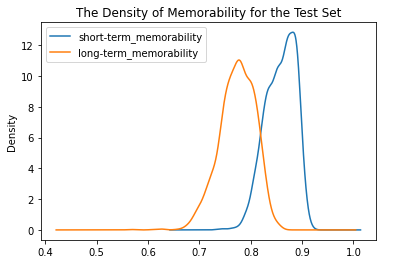 The Density of Memorability for the Test Set
short-term_memorability
long-term_memorability
Density
12
10
8
6
4
2
0
0.4 0.5 0.6 0.7 0.8 0.9 1.0